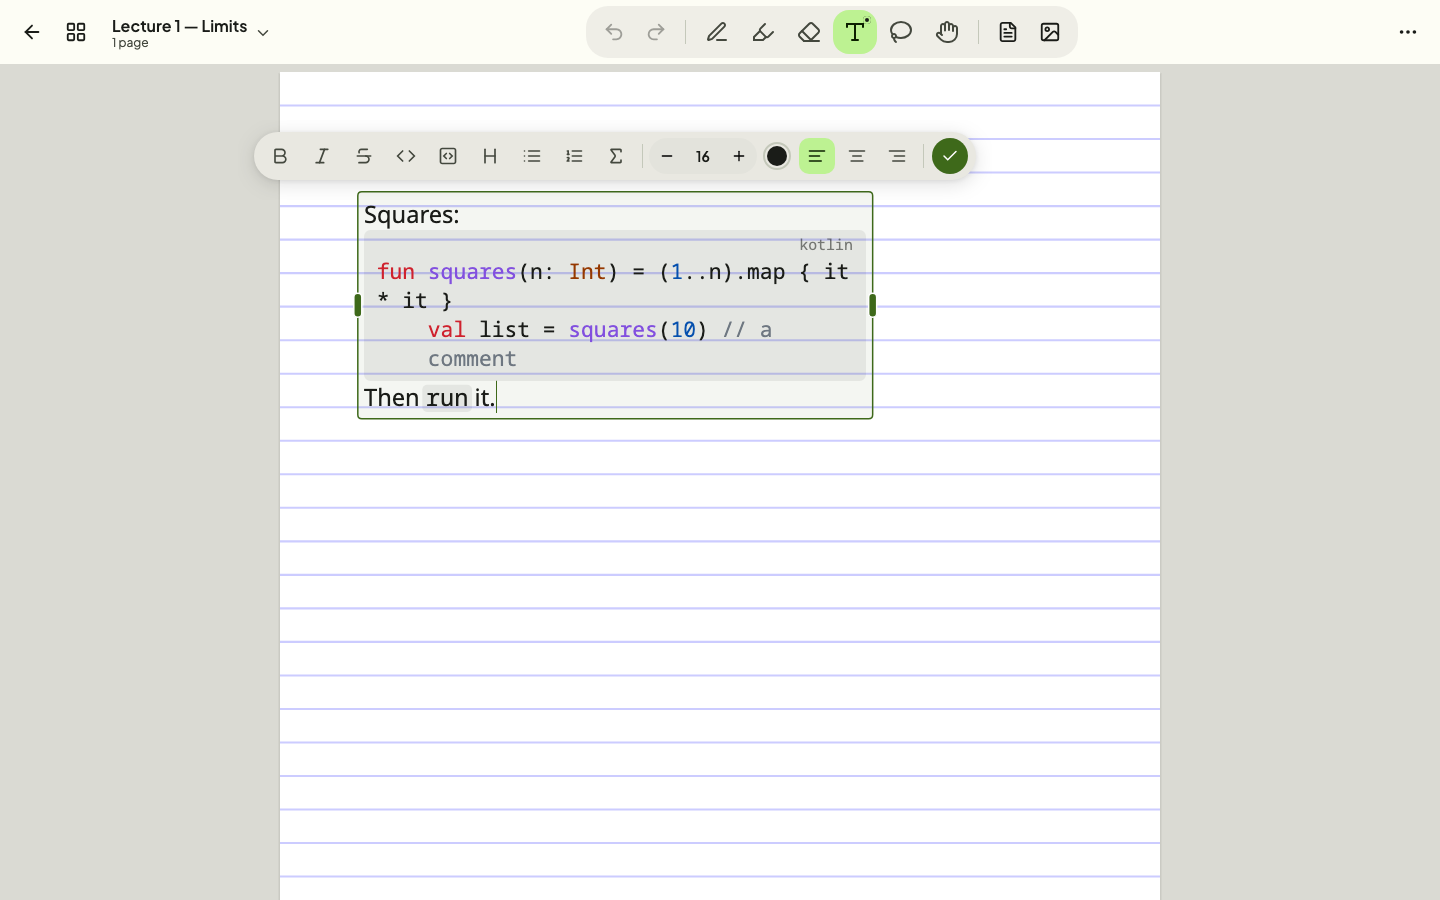 Lecture 1 — Limits
1 page
16
Squares:
kotlin
fun squares(n: Int) = (1..n).map { it
* it }
    val list = squares(10) // a
    comment
Then run it.